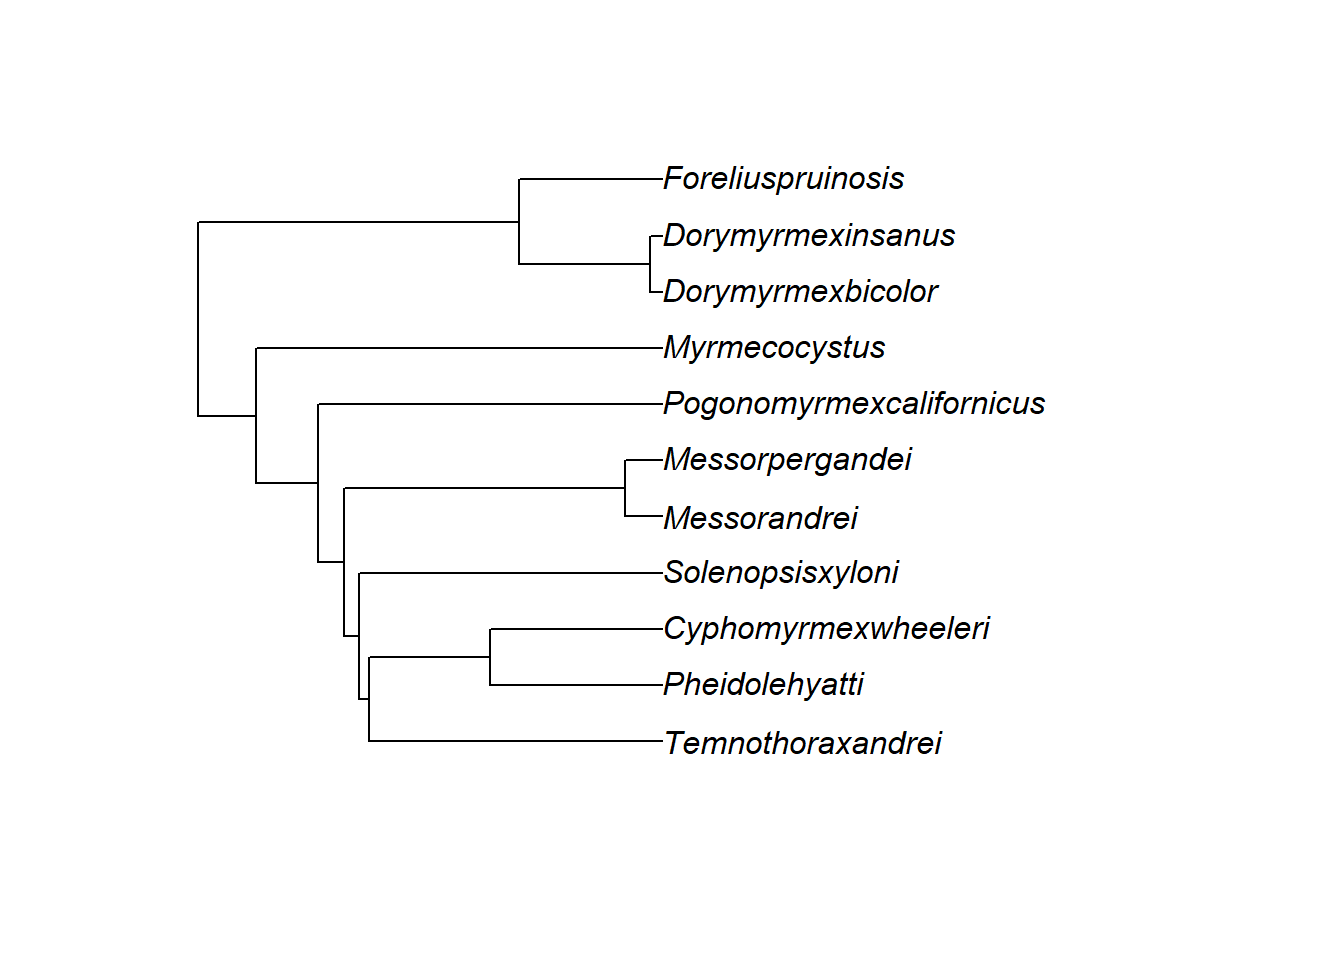 Foreliuspruinosis
Dorymyrmexinsanus
Dorymyrmexbicolor
Myrmecocystus
Pogonomyrmexcalifornicus
Messorpergandei
Messorandrei
Solenopsisxyloni
Cyphomyrmexwheeleri
Pheidolehyatti
Temnothoraxandrei